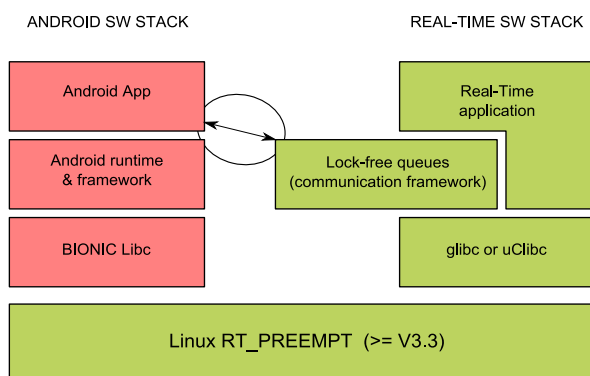 ANDROID SW STACK
REAL-TIME SW STACK
Android App
Real-Time
application
Android runtime
& framework
Lock-free queues
(communication framework)
BIONIC Libc
glibc or uClibc
Linux RT_PREEMPT (>= V3.3)